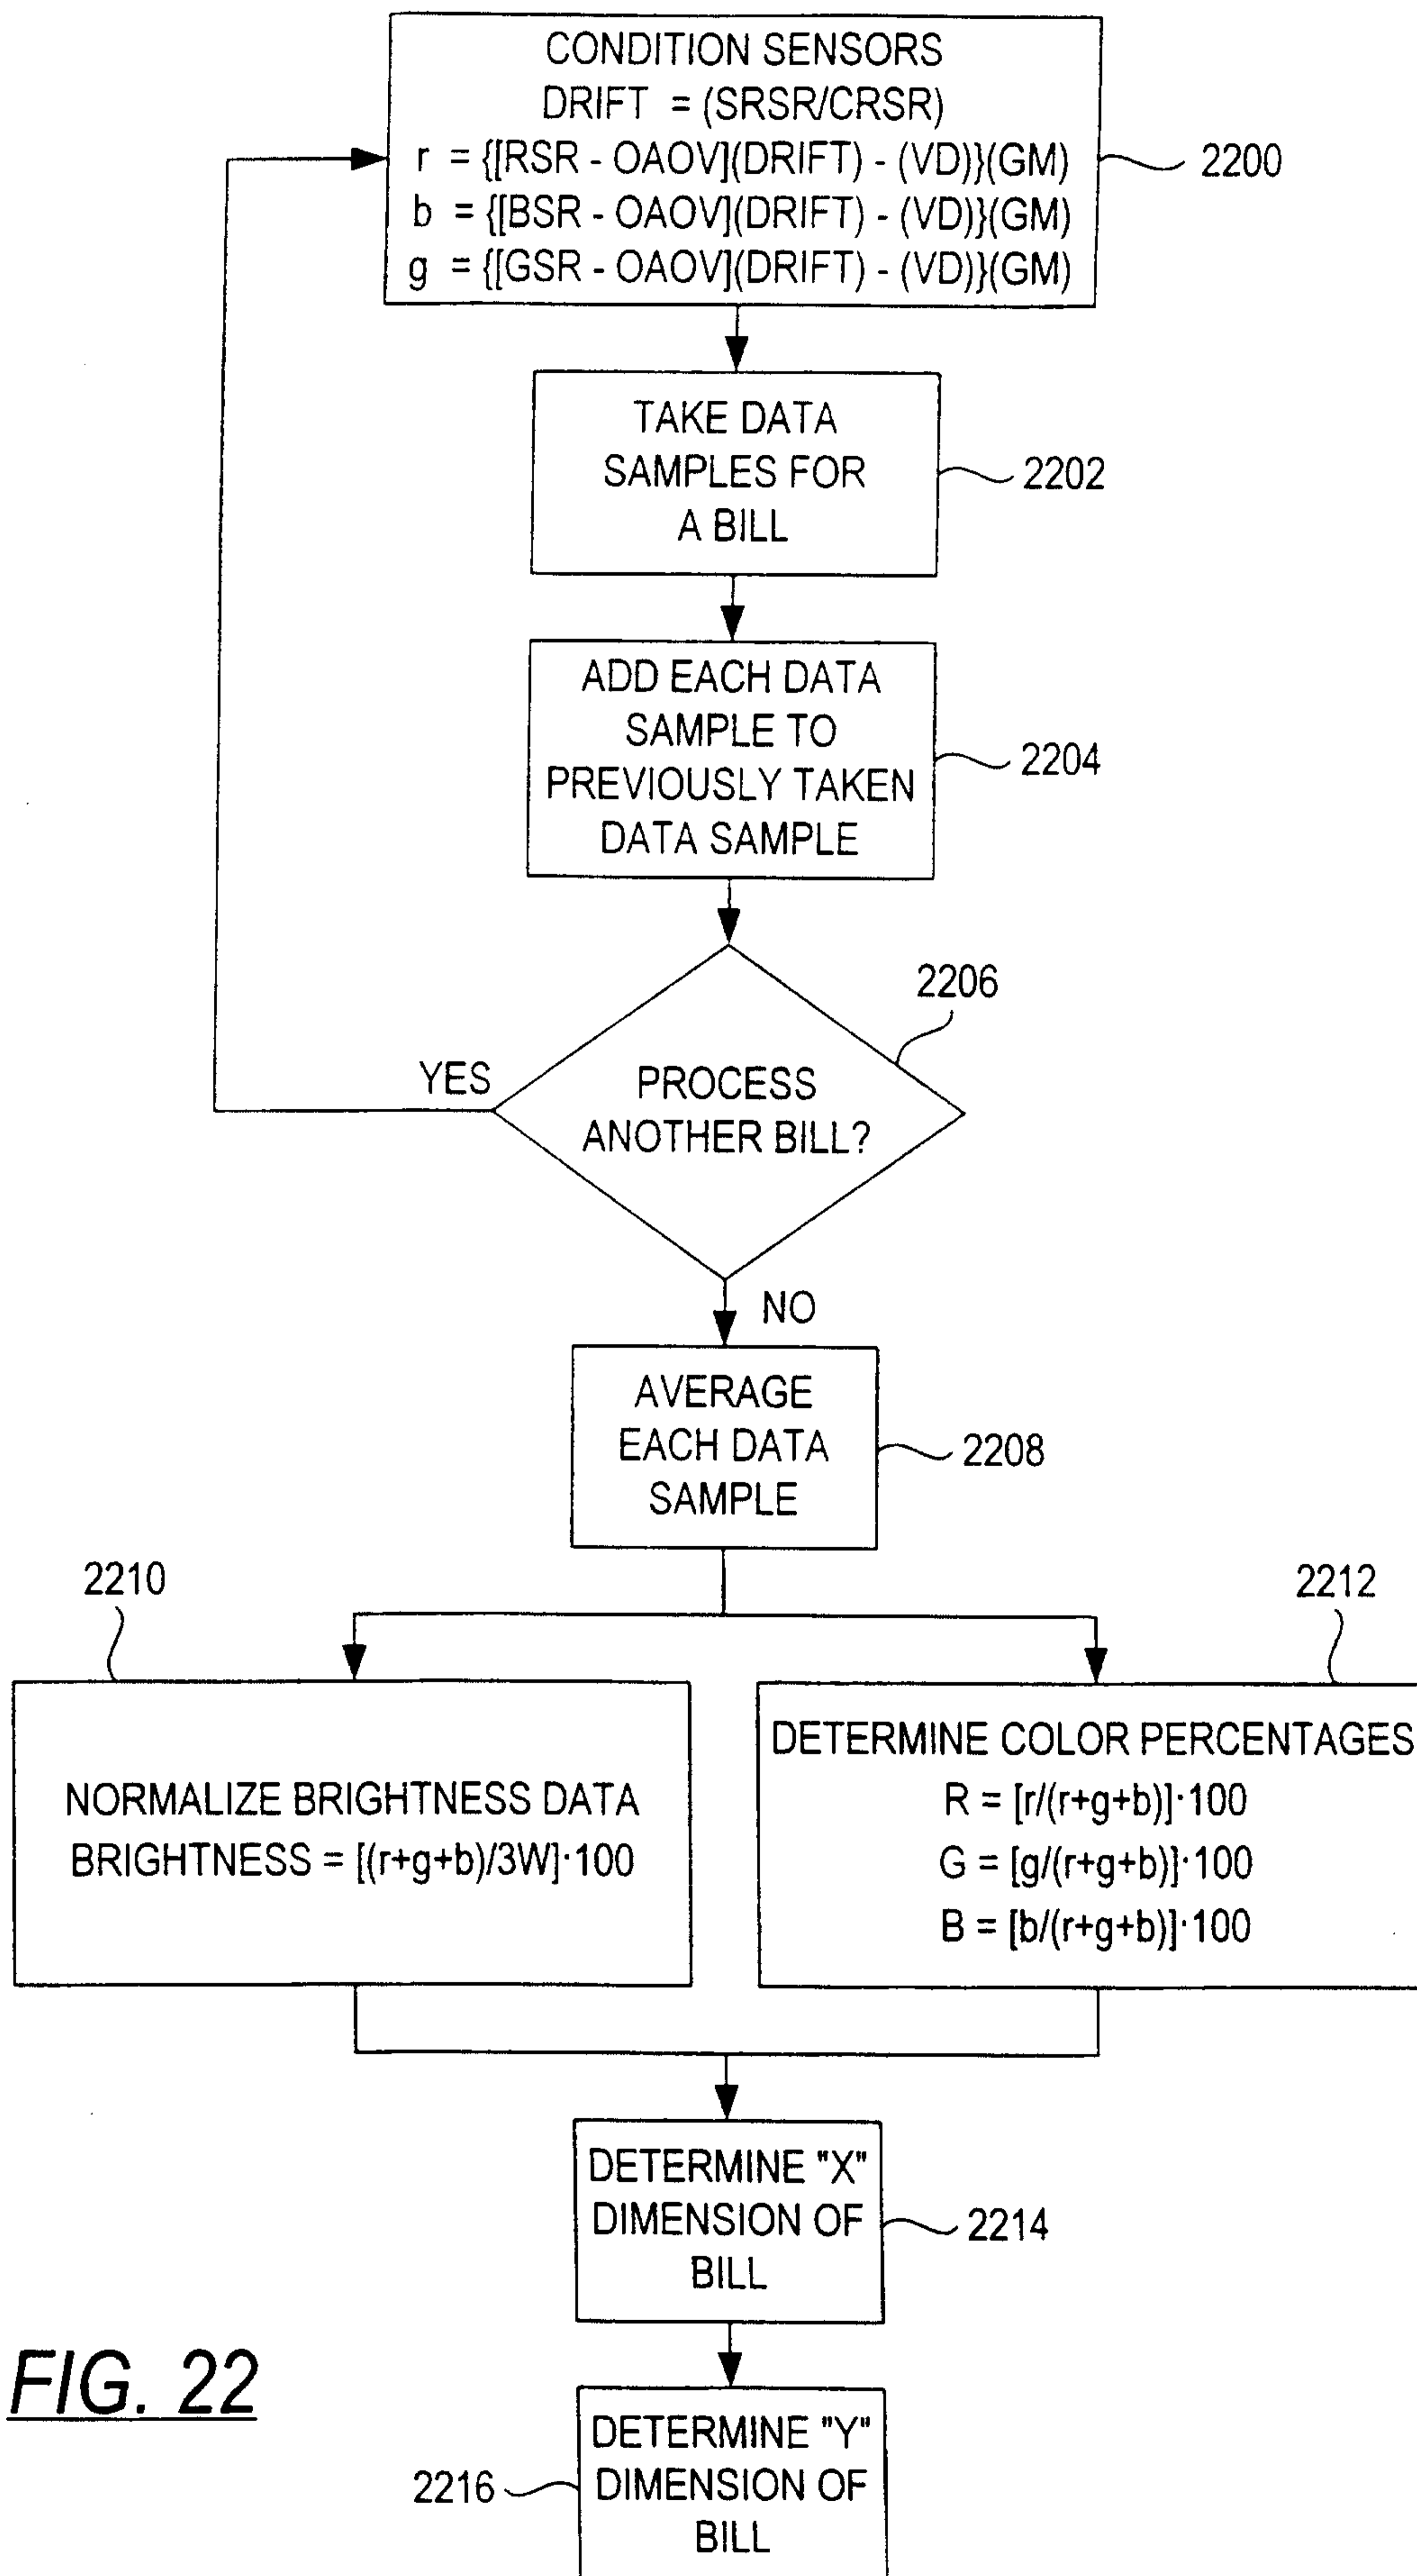 CONDITION SENSORS
DRIFT = (SRSR/CRSR)
r = {[RSR - OAOV](DRIFT) - (VD)}(GM)
b = {[BSR - OAOV](DRIFT) - (VD)}(GM)
g = {[GSR - OAOV](DRIFT) - (VD)}(GM)
2200
TAKE DATA
SAMPLES FOR
A BILL
2202
ADD EACH DATA
SAMPLE TO
PREVIOUSLY TAKEN
DATA SAMPLE
2204
2206
YES
PROCESS
ANOTHER BILL?
NO
AVERAGE
EACH DATA
SAMPLE
2208
2210
NORMALIZE BRIGHTNESS DATA
BRIGHTNESS = [(r+g+b)/3W]·100
2212
DETERMINE COLOR PERCENTAGES
R = [r/(r+g+b)]·100
G = [g/(r+g+b)]·100
B = [b/(r+g+b)]·100
DETERMINE "X"
DIMENSION OF
BILL
2214
DETERMINE "Y"
DIMENSION OF
BILL
2216
FIG. 22